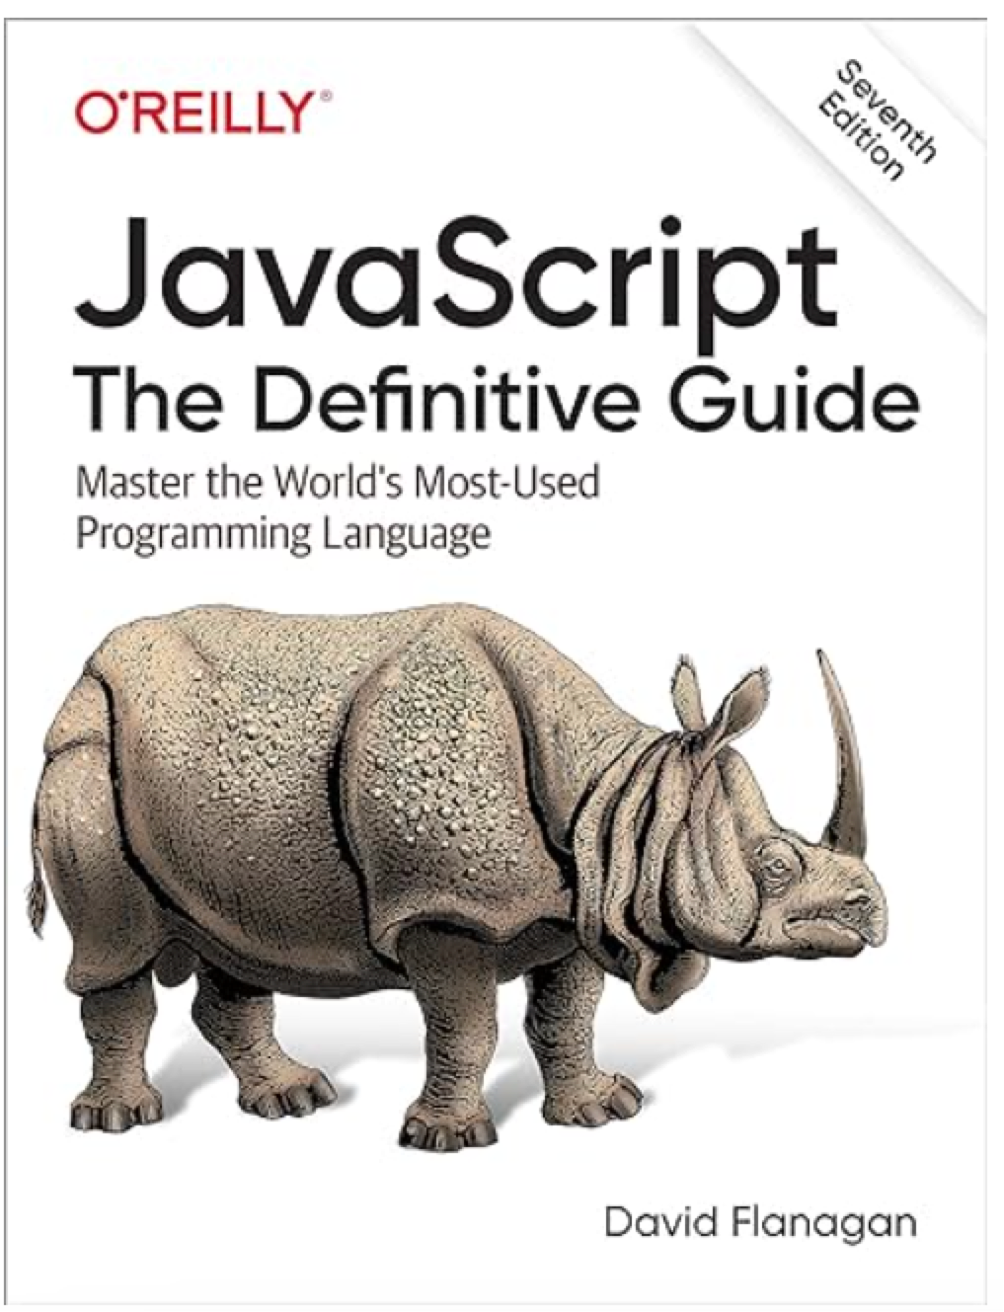 O'REILLY®
Seventh
Edition
JavaScript
The Definitive Guide
Master the World's Most-Used
Programming Language
David Flanagan